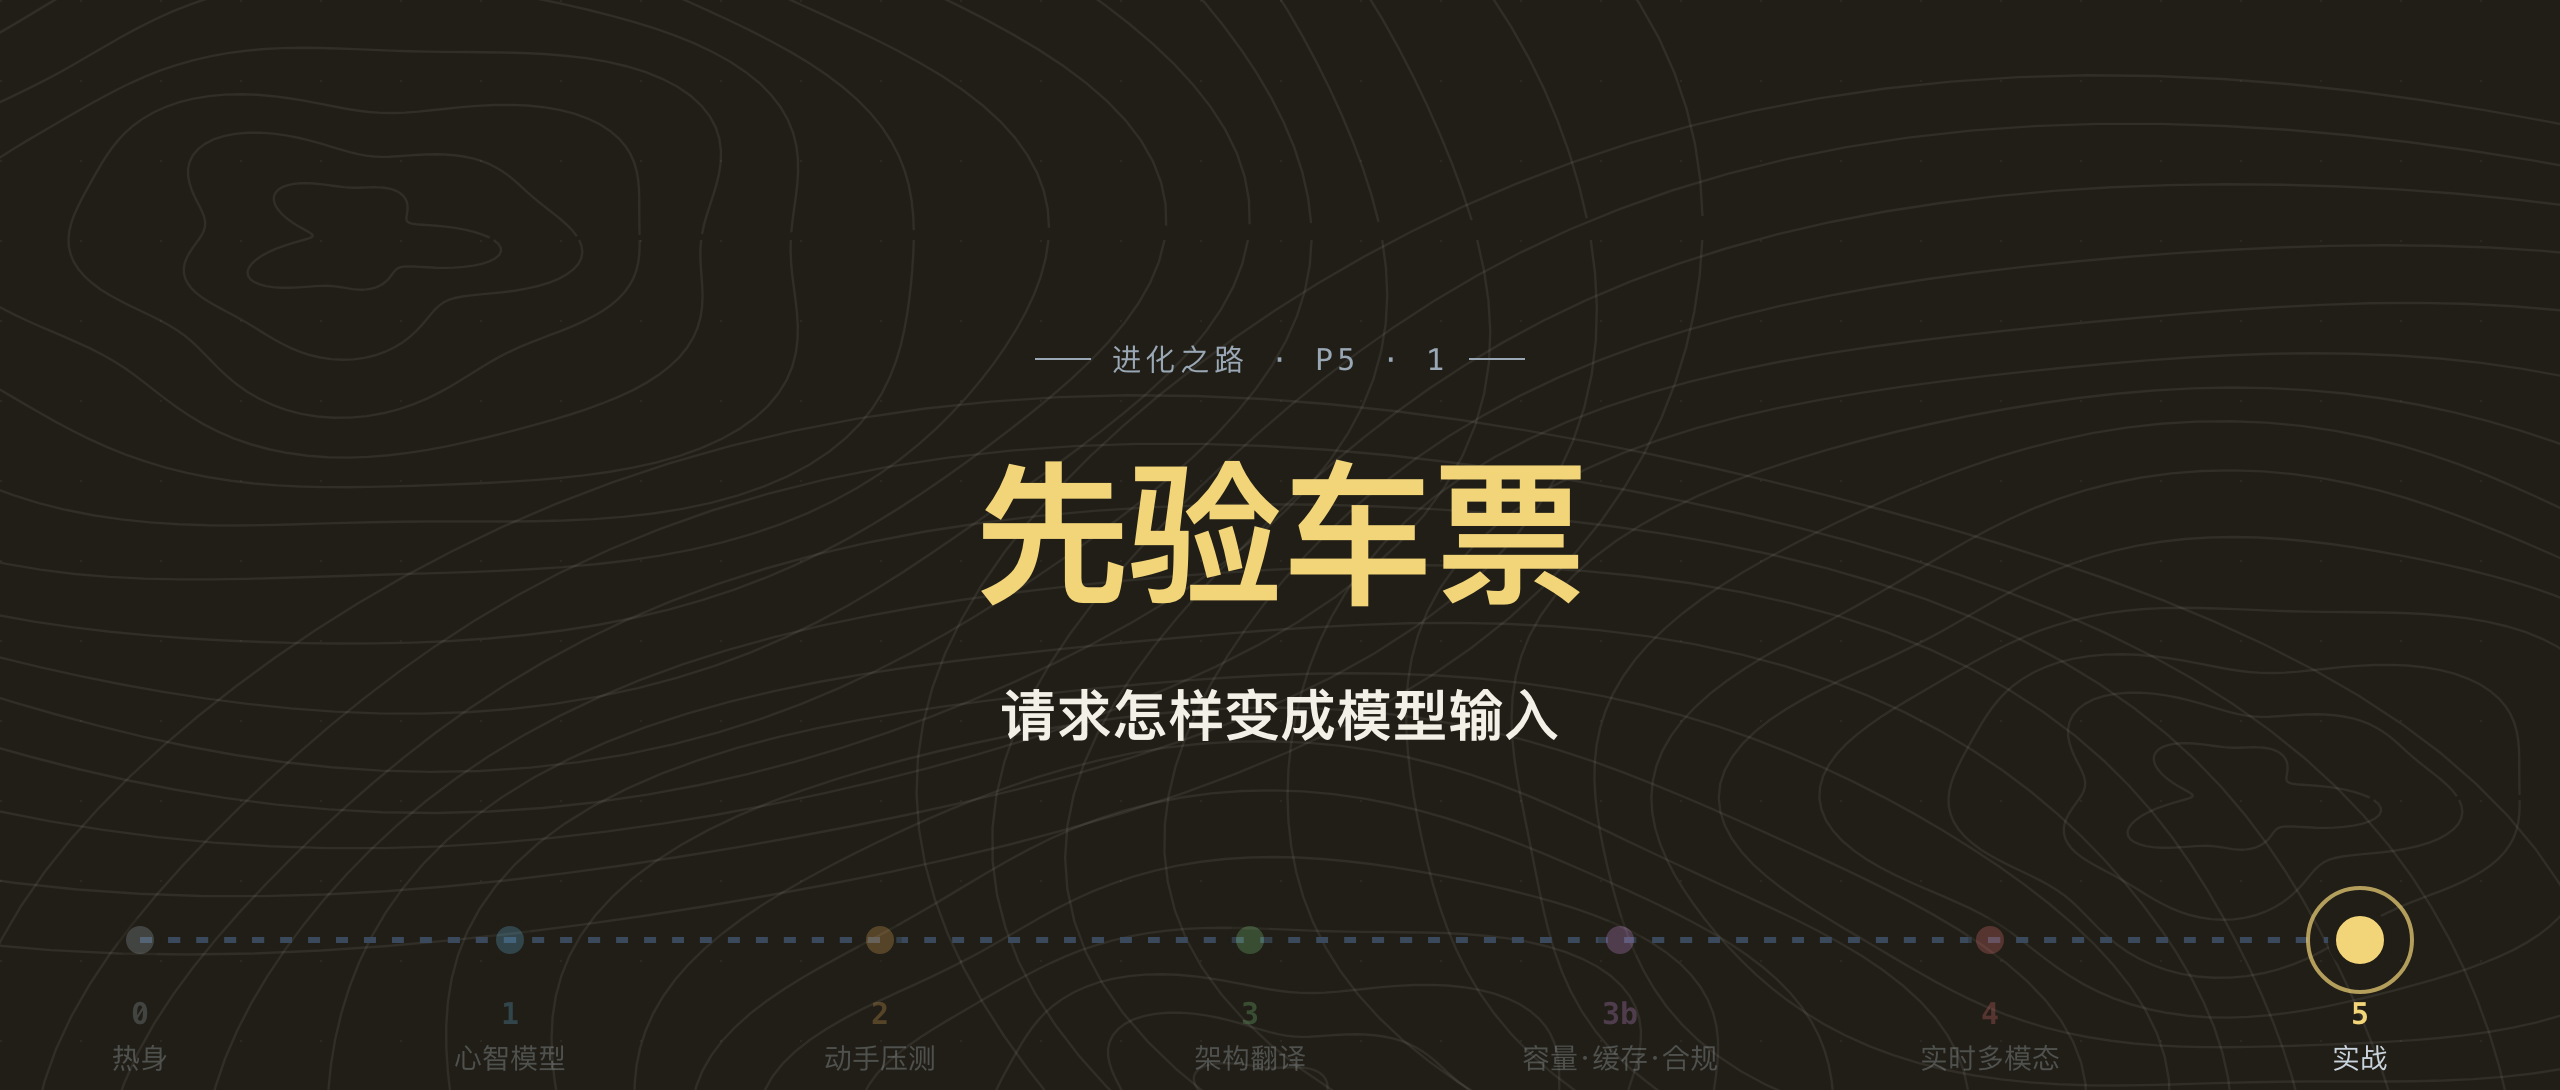 进化之路 · P5 · 1
先验车票
请求怎样变成模型输入
0 1 2 3 3b 4 5
热身 心智模型 动手压测 架构翻译 容量·缓存·合规 实时多模态 实战